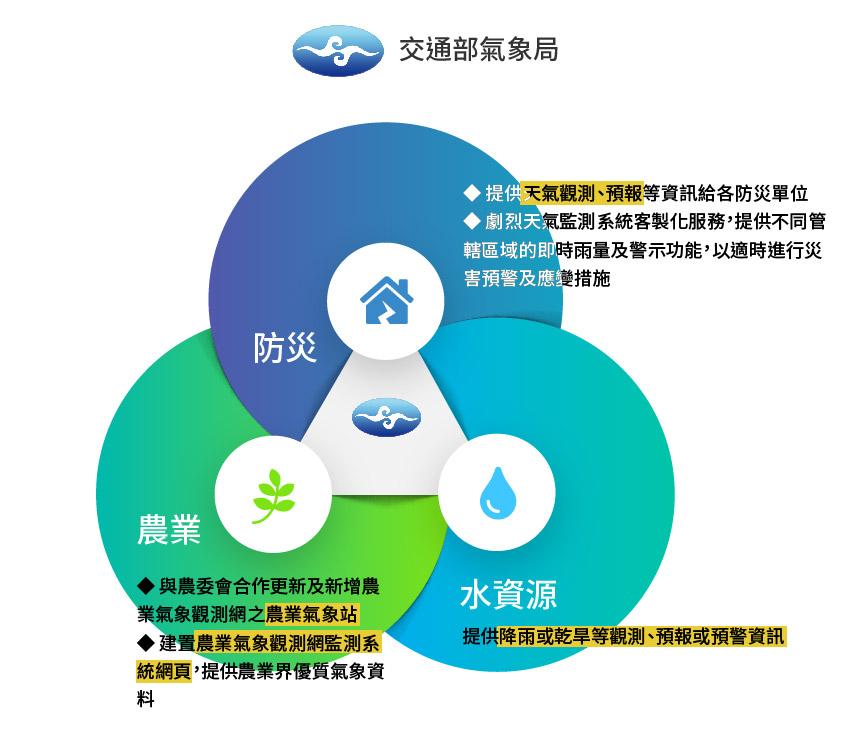 交通部氣象局
◆ 提供天氣觀測、預報等資訊給各防災單位
◆ 劇烈天氣監測系統客製化服務，提供不同管
轄區域的即時雨量及警示功能，以適時進行災
害預警及應變措施
防災
農業
◆ 與農委會合作更新及新增農
業氣象觀測網之農業氣象站
◆ 建置農業氣象觀測網監測系
統網頁，提供農業界優質氣象資
料
水資源
提供降雨或乾旱等觀測、預報或預警資訊